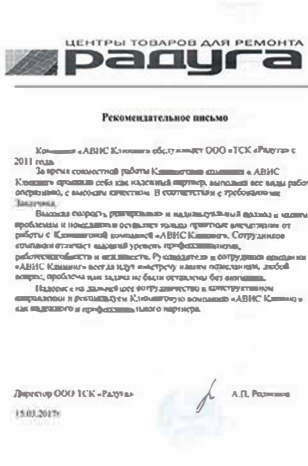 ЦЕНТРЫ ТОВАРОВ ДЛЯ РЕМОНТА
Радуга
Рекомендательное письмо
Компания «АВИС Клининг» обслуживает ООО «ТСК «Радуга» с
2011 года.
За время совместной работы Клининговая компания « АВИС
Клининг» проявила себя как надежный партнер, выполняя все виды работ
оперативно, с высоким качеством. В соответствии с требованиями
Заказчика.
Высокая скорость, и индивидуальный подход к нашим
проблемам и оставляет только приятные впечатления от
работы с Клининговой компанией «АВИС Клининг». Сотрудников
компании отличает высокий уровень профессионализма,
работоспособности и вежливости. Руководители и сотрудники компании
«АВИС Клининг» всегда идут навстречу нашим пожеланиям, любой
вопрос, проблема или задача не были оставлены без внимания.
Надеемся на дальнейшее сотрудничество в конструктивном
направлении и рекомендуем Клининговую компанию «АВИС Клининг»
как надежного и профессионального партнера.
Директор ООО ТСК «Радуга» А.П. Родионов
15.03.2017г